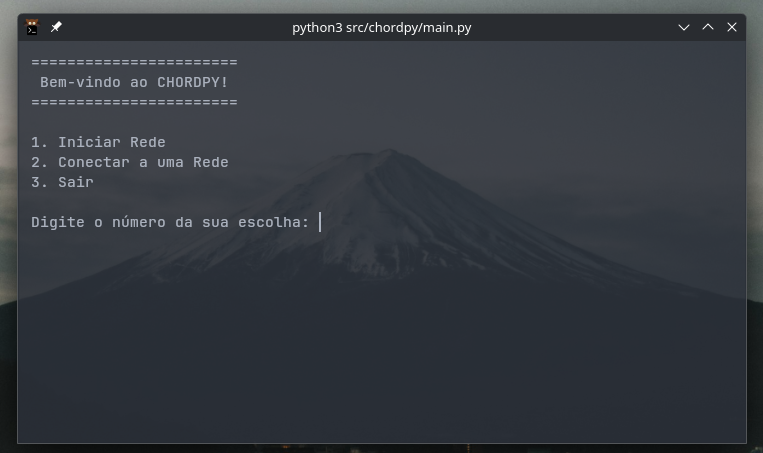 python3 src/chordpy/main.py
=======================
Bem-vindo ao CHORDPY!
=======================
1. Iniciar Rede
2. Conectar a uma Rede
3. Sair
Digite o número da sua escolha: